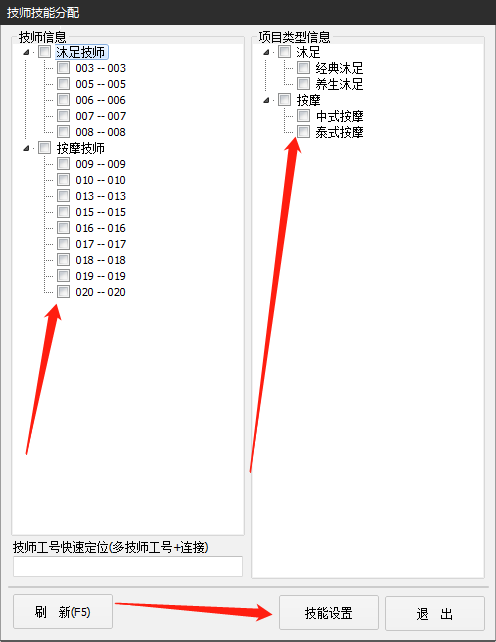 技师技能分配
技师信息
沐足技师
003 -- 003
005 -- 005
006 -- 006
007 -- 007
008 -- 008
按摩技师
009 -- 009
010 -- 010
013 -- 013
015 -- 015
016 -- 016
017 -- 017
018 -- 018
019 -- 019
020 -- 020
技师工号快速定位(多技师工号+连接)
项目类型信息
沐足
经典沐足
养生沐足
按摩
中式按摩
泰式按摩
刷 新(F5)
技能设置
退 出